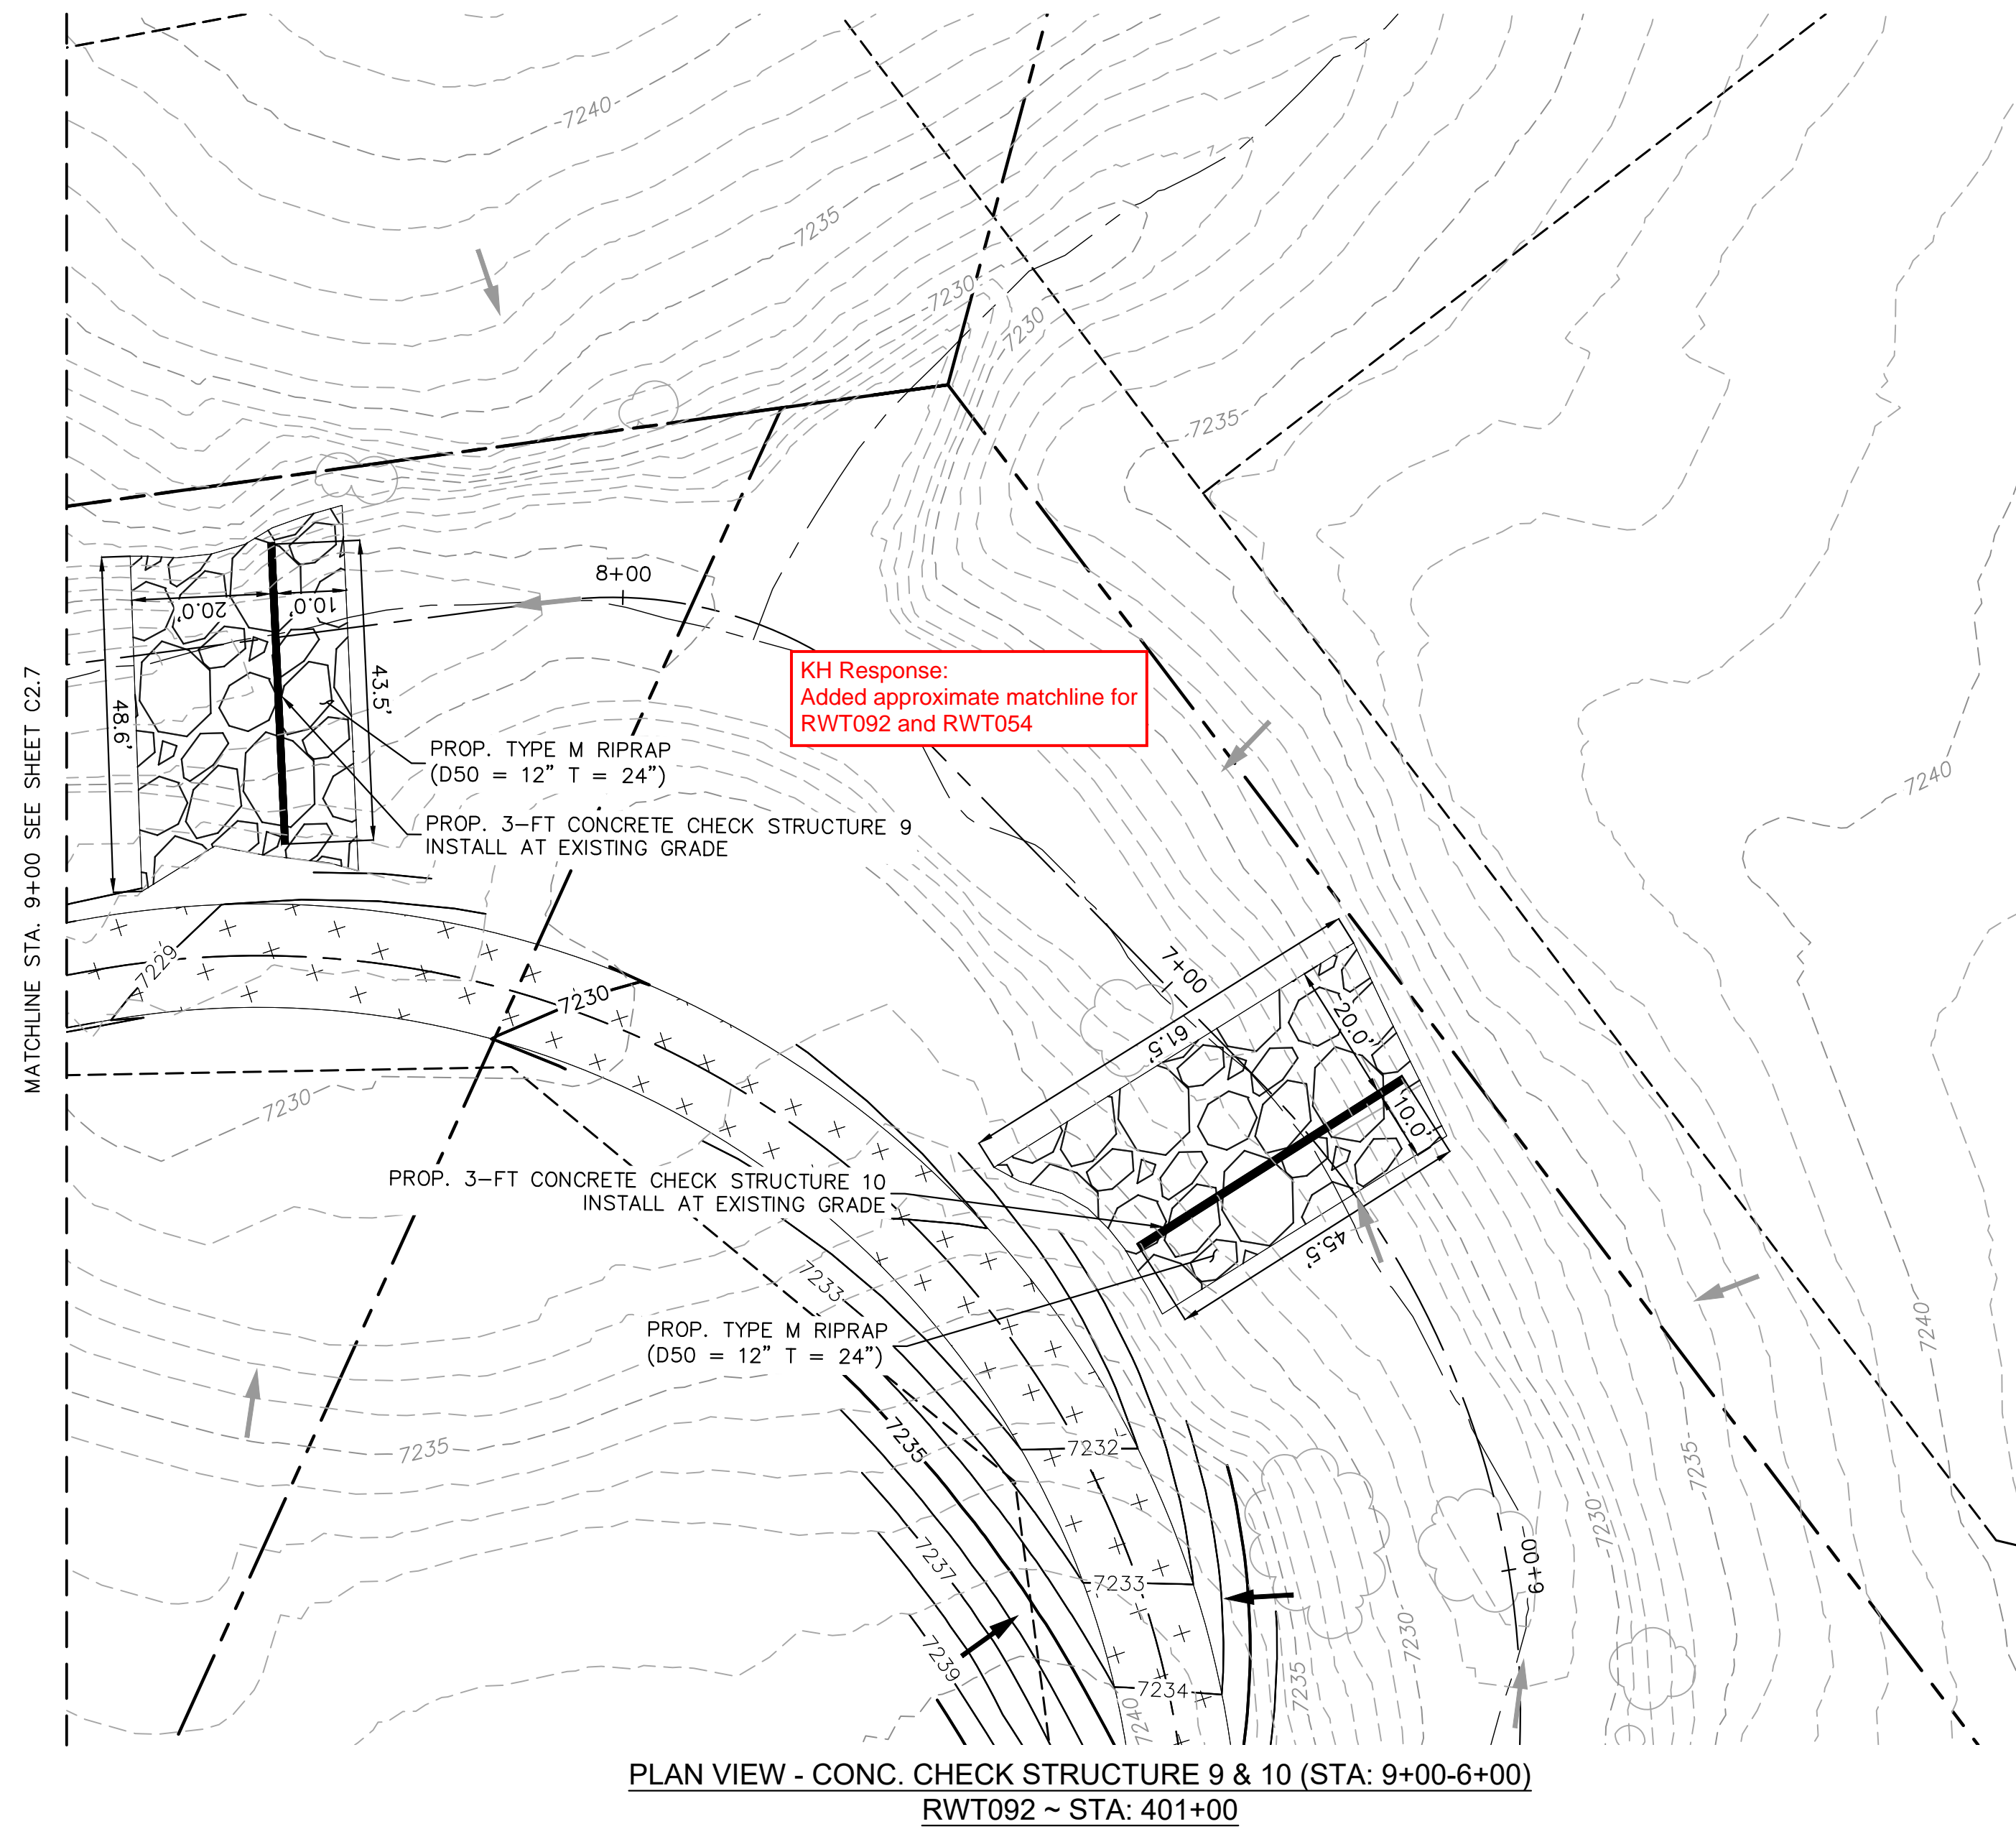 7240
7235
7230
7230
7235
8+00
20.0'
10.0'
43.5'
48.6'
MATCHLINE STA. 9+00 SEE SHEET C2.7
KH Response:
Added approximate matchline for
RWT092 and RWT054
PROP. TYPE M RIPRAP
(D50 = 12" T = 24")
PROP. 3-FT CONCRETE CHECK STRUCTURE 9
INSTALL AT EXISTING GRADE
7240
7229
7230
7+00
61.5'
20.0'
10.0'
45.5'
7230
PROP. 3-FT CONCRETE CHECK STRUCTURE 10
INSTALL AT EXISTING GRADE
7233
PROP. TYPE M RIPRAP
(D50 = 12" T = 24")
7240
7235
7235
7232
7235
7230
6+00
7237
7233
7230
7239
7234
7235
7240
PLAN VIEW - CONC. CHECK STRUCTURE 9 & 10 (STA: 9+00-6+00)
RWT092 ~ STA: 401+00